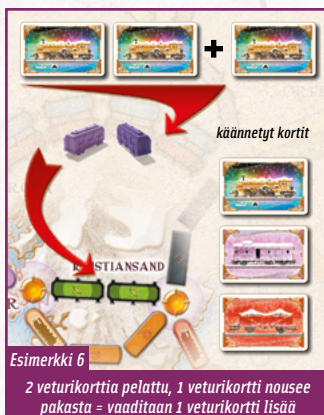 käännetyt kortit
KRISTIANSAND
Esimerkki 6
2 veturikorttia pelattu, 1 veturikortti nousee
pakasta = vaaditaan 1 veturikortti lisää